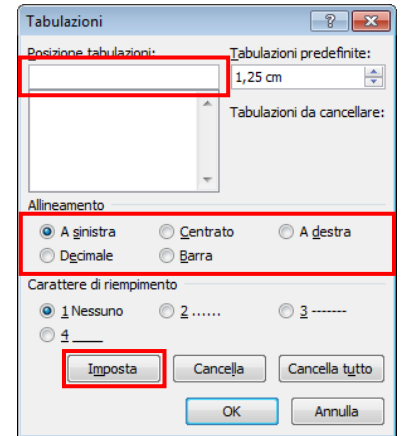 Tabulazioni
Posizione tabulazioni: Tabulazioni predefinite:
1,25 cm
Tabulazioni da cancellare:
Allineamento
A sinistra Centrato A destra
Decimale Barra
Carattere di riempimento
1 Nessuno 2 ...... 3 -------
4 ____
Imposta Cancella Cancella tutto
OK Annulla